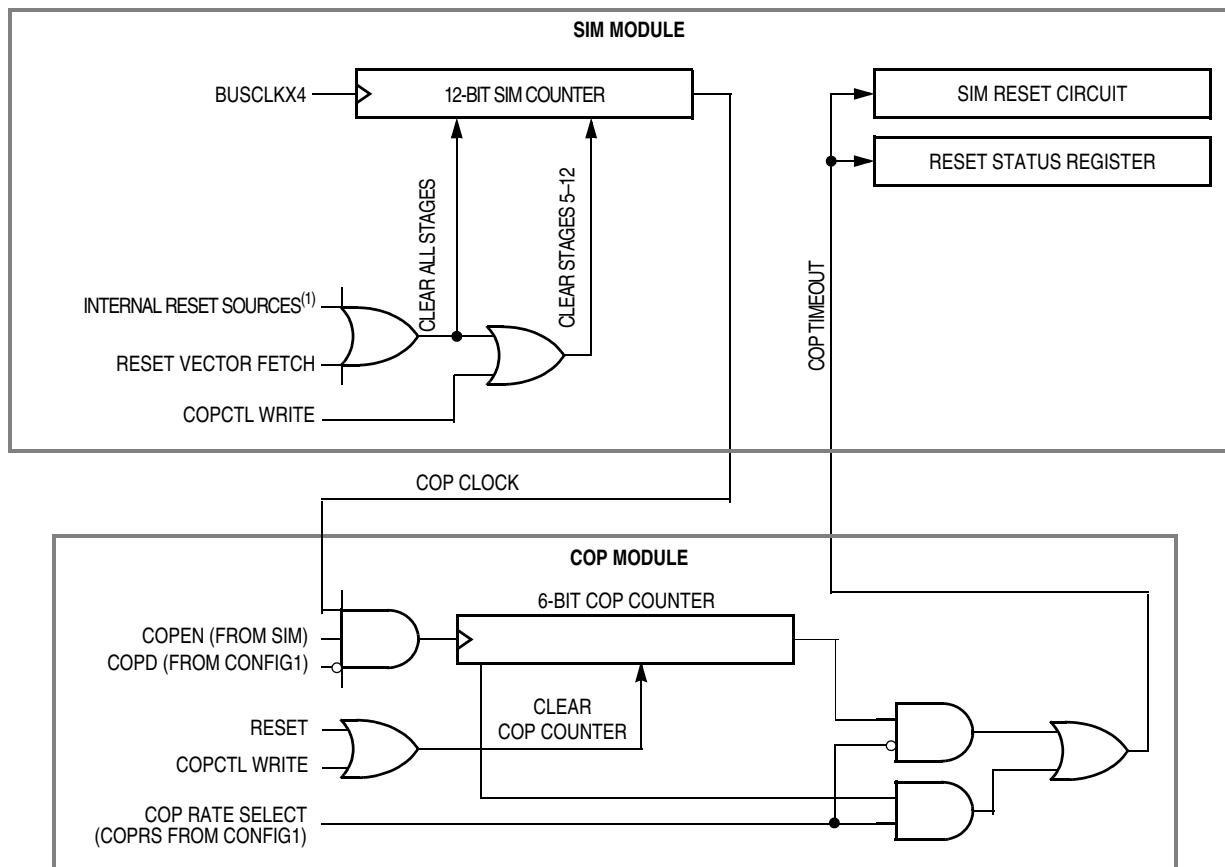 SIM MODULE
BUSCLKX4
12-BIT SIM COUNTER
SIM RESET CIRCUIT
RESET STATUS REGISTER
CLEAR ALL STAGES
CLEAR STAGES 5–12
COP TIMEOUT
INTERNAL RESET SOURCES(1)
RESET VECTOR FETCH
COPCTL WRITE
COP CLOCK
COP MODULE
6-BIT COP COUNTER
COPEN (FROM SIM)
COPD (FROM CONFIG1)
CLEAR
COP COUNTER
RESET
COPCTL WRITE
COP RATE SELECT
(COPRS FROM CONFIG1)